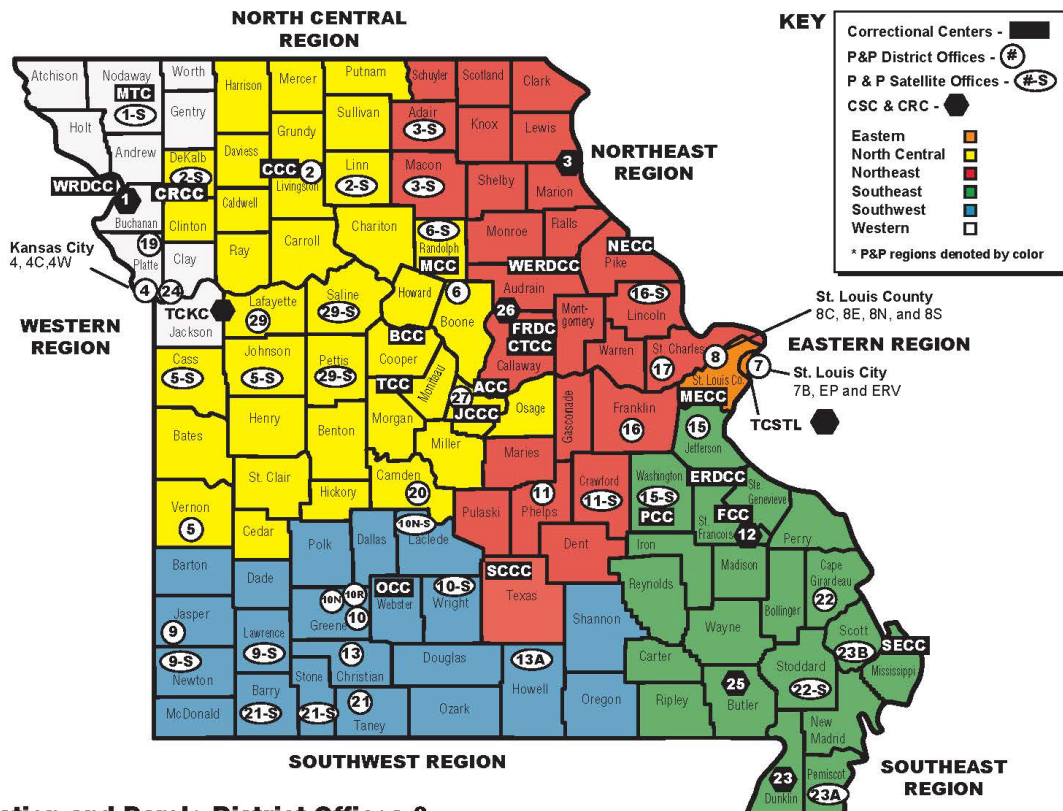 NORTH CENTRAL
REGION
KEY
Correctional Centers -
P&P District Offices - #
P & P Satellite Offices - #-S
CSC & CRC -
Eastern
North Central
Northeast
Southeast
Southwest
Western
* P&P regions denoted by color
Atchison
Nodaway
MTC
1-S
Worth
Harrison
Mercer
Putnam
Schuyler
Scotland
Clark
Gentry
Holt
Andrew
DeKalb
2-S
Daviess
Grundy
Sullivan
Adair
3-S
Knox
Lewis
CCC
2
Livingston
Linn
2-S
Macon
3-S
Shelby
3
Marion
NORTHEAST
REGION
WRDCC
1
CRCC
Buchanan
Clinton
Caldwell
Chariton
6-S
Randolph
MCC
Monroe
Ralls
NECC
Pike
Kansas City
4, 4C,4W
19
Platte
Clay
Ray
Carroll
WERDCC
Audrain
4
24
TCKC
Jackson
Lafayette
29
Saline
29-S
Howard
6
Boone
26
16-S
Lincoln
Mont-
gomery
St. Louis County
8C, 8E, 8N, and 8S
WESTERN
REGION
BCC
FRDC
CTCC
Callaway
Warren
St. Charles
17
8
EASTERN REGION
7
St. Louis City
7B, EP and ERV
St. Louis Co.
MECC
TCSTL
Cass
5-S
Johnson
5-S
Pettis
29-S
Cooper
Moniteau
TCC
ACC
27
JCCC
Osage
Gasconade
Franklin
16
15
Jefferson
Bates
Henry
Benton
Morgan
Miller
Maries
St. Clair
Hickory
Camden
20
Pulaski
11
Phelps
Crawford
11-S
Washington
15-S
PCC
ERDCC
Ste.
Genevieve
FCC
St.
Francois
12
Perry
Vernon
5
Cedar
10N-S
Laclede
Dallas
Polk
Dent
Iron
Madison
Cape
Girardeau
22
Barton
Dade
SCCC
Texas
Reynolds
Bollinger
Jasper
9
10N
10R
10
Greene
OCC
Webster
10-S
Wright
Shannon
Wayne
Scott
23B
SECC
Mississippi
Lawrence
9-S
9-S
Newton
13
Christian
Stone
Douglas
13A
Howell
Carter
Stoddard
22-S
25
Butler
McDonald
Barry
21-S
21-S
21
Taney
Ozark
Oregon
Ripley
New
Madrid
SOUTHWEST REGION
23
Dunklin
Pemiscot
23A
SOUTHEAST
REGION